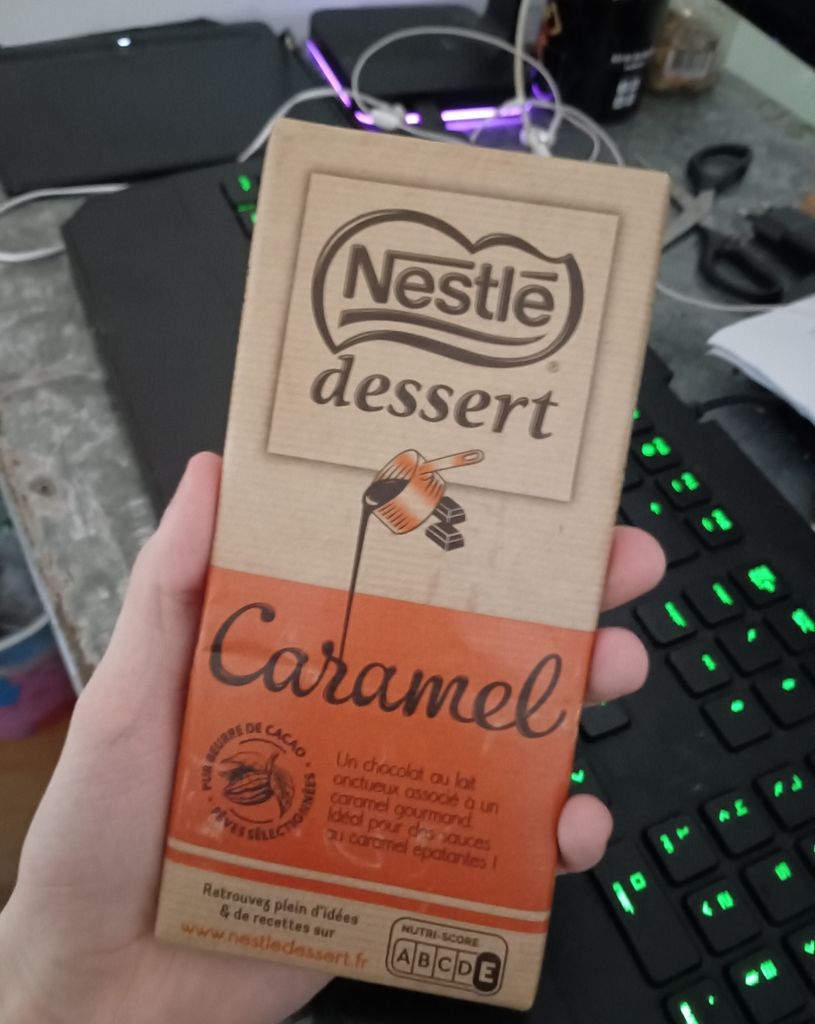 Nestlē
dessert
Caramel
PUR BEURRE DE CACAO
FÈVES SÉLECTIONNÉES
Un chocolat au lait
onctueux associé à un
caramel gourmand.
Idéal pour des sauces
au caramel épatantes !
Retrouvez plein d'idées
& de recettes sur
www.nestledessert.fr
NUTRI-SCORE
A B C D E